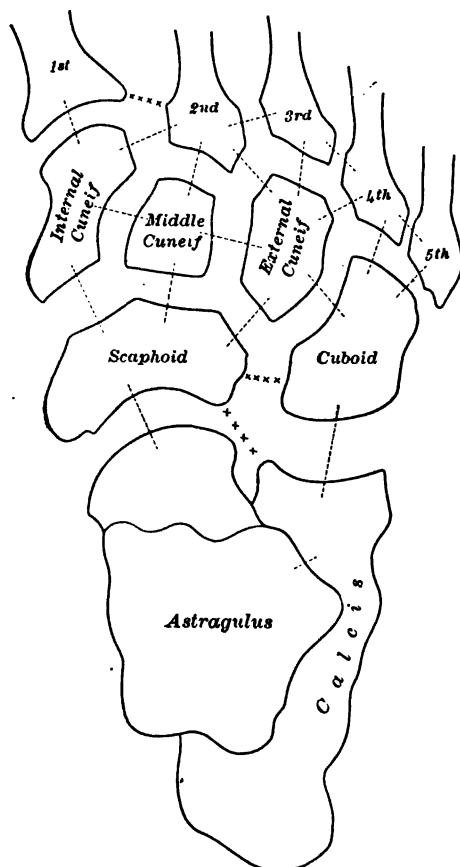 1st
2nd
3rd
4th
5th
Internal
Cuneif
Middle
Cuneif
External
Cuneif
Scaphoid
Cuboid
Astragulus
Calcis